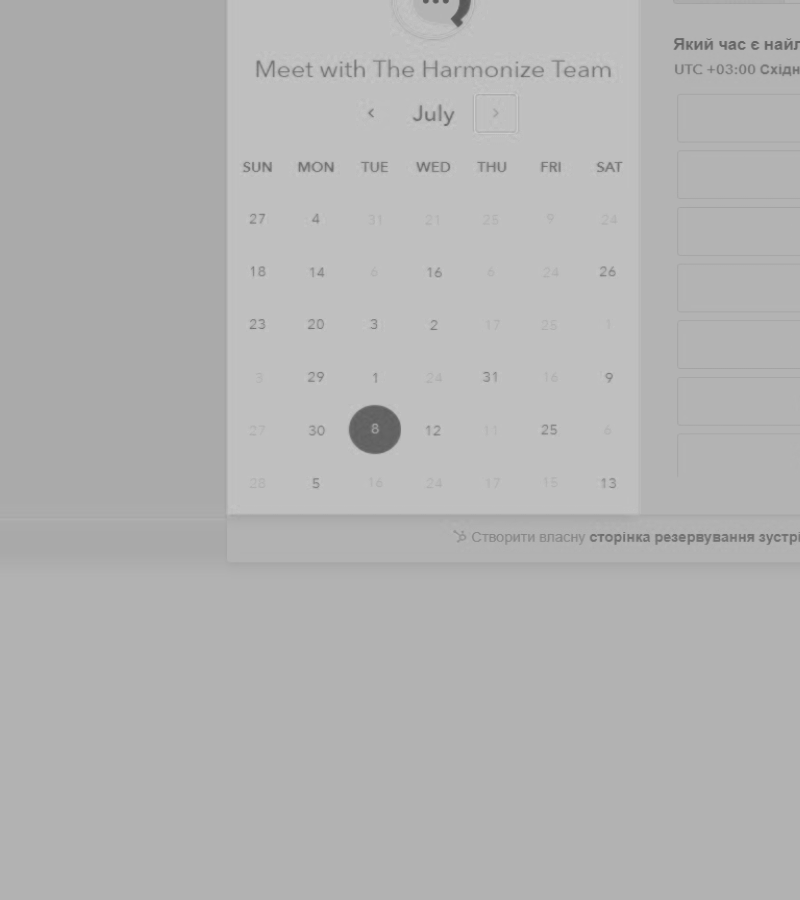 Meet with The Harmonize Team
July
SUN MON TUE WED THU FRI SAT
27 4 31 21 25 9 24
18 14 6 16 6 24 26
23 20 3 2 17 25 1
3 29 1 24 31 16 9
27 30 8 12 11 25 6
28 5 16 24 17 15 13
Який час є
UTC +03:00
Створити власну сторінка резервування